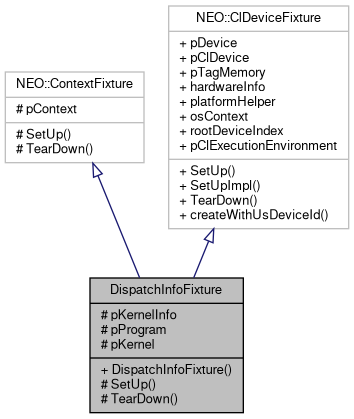 NEO::ClDeviceFixture
+ pDevice
+ pClDevice
+ pTagMemory
+ hardwareInfo
+ platformHelper
+ osContext
+ rootDeviceIndex
+ pClExecutionEnvironment
+ SetUp()
+ SetUpImpl()
+ TearDown()
+ createWithUsDeviceId()
NEO::ContextFixture
# pContext
# SetUp()
# TearDown()
DispatchInfoFixture
# pKernelInfo
# pProgram
# pKernel
+ DispatchInfoFixture()
# SetUp()
# TearDown()